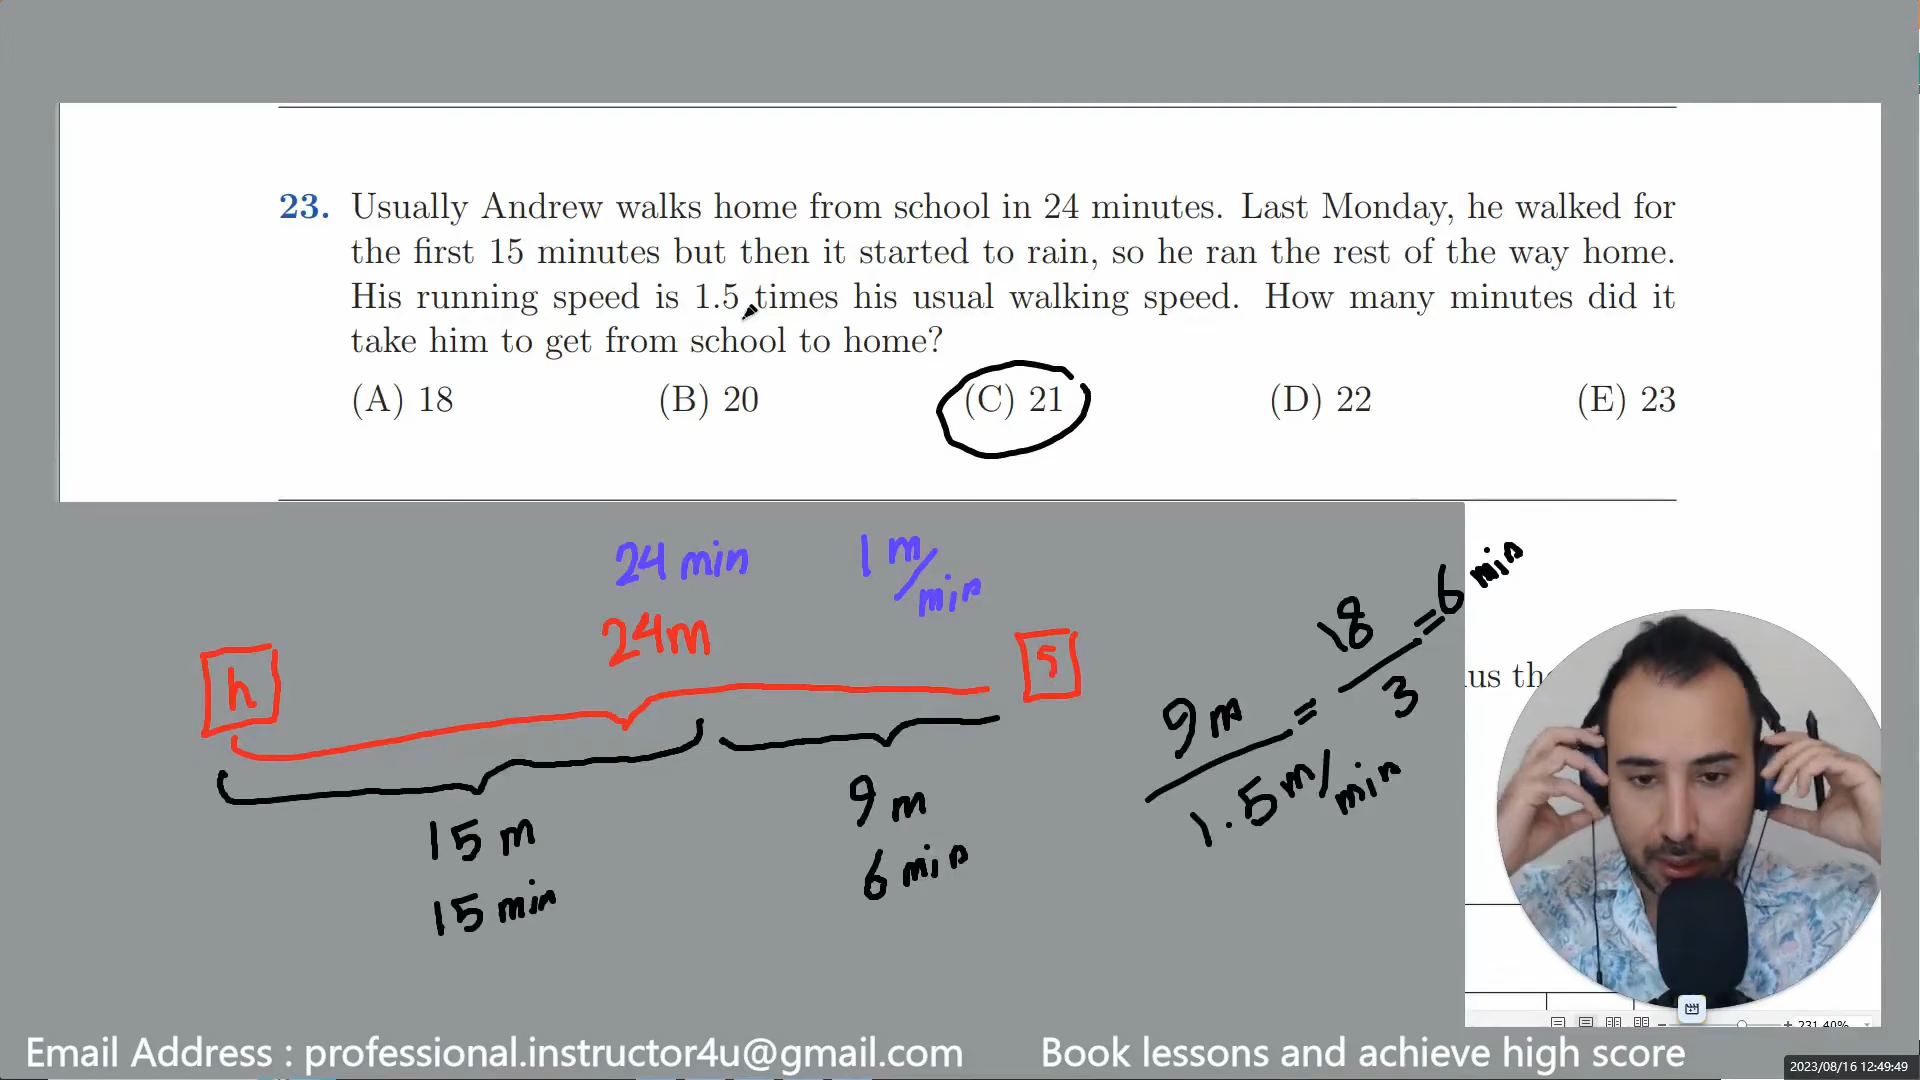 23. Usually Andrew walks home from school in 24 minutes. Last Monday, he walked for
the first 15 minutes but then it started to rain, so he ran the rest of the way home.
His running speed is 1.5 times his usual walking speed. How many minutes did it
take him to get from school to home?
(A) 18 (B) 20 (C) 21 (D) 22 (E) 23
24 min 1 m/min
24m
h
S
9 m / 1.5 m/min = 18 / 3 = 6 min
15 m
15 min
9 m
6 min
us th
231.40%
Email Address : professional.instructor4u@gmail.com Book lessons and achieve high score
2023/08/16 12:49:49